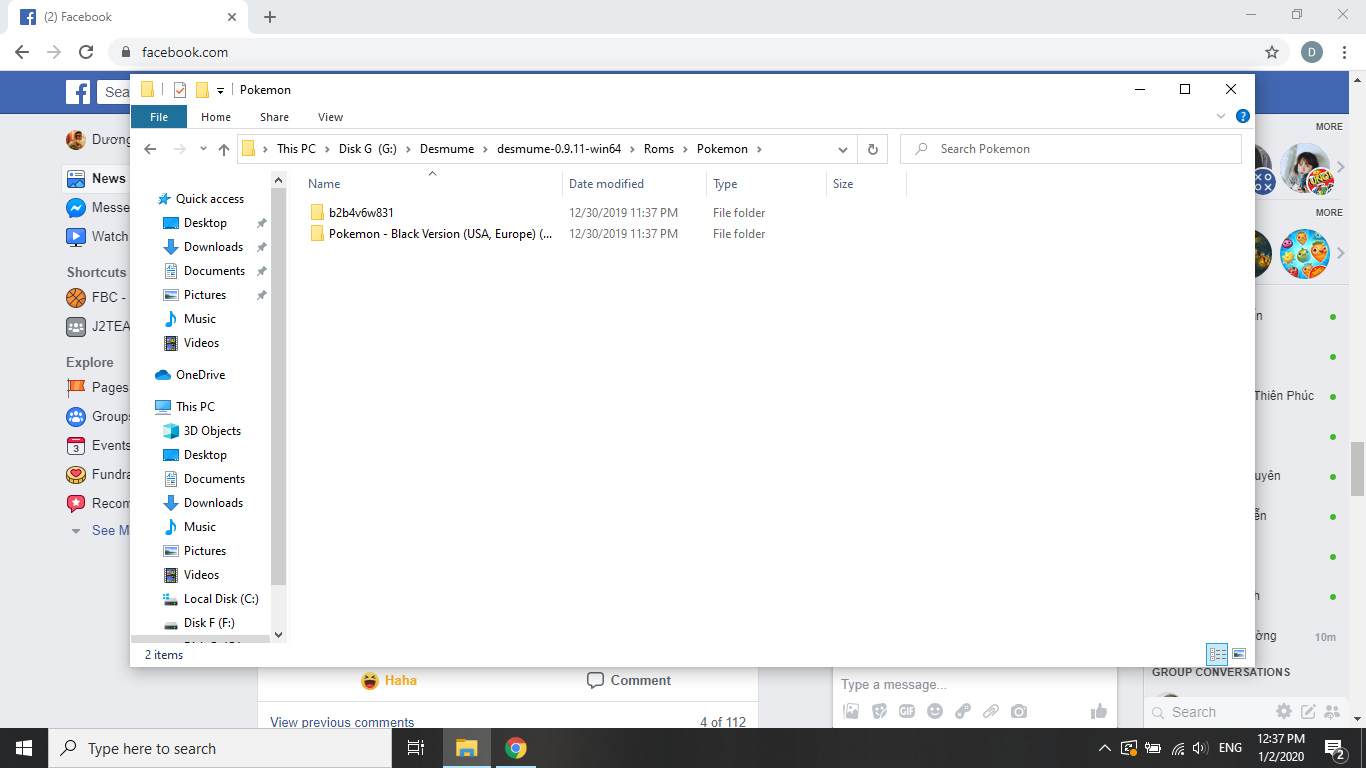 (2) Facebook
facebook.com
D
Sea
Pokemon
File Home Share View
This PC Disk G (G:) Desmume desmume-0.9.11-win64 Roms Pokemon
Search Pokemon
Name Date modified Type Size
b2b4v6w831 12/30/2019 11:37 PM File folder
Pokemon - Black Version (USA, Europe) (... 12/30/2019 11:37 PM File folder
Quick access
Desktop
Downloads
Documents
Pictures
Music
Videos
OneDrive
This PC
3D Objects
Desktop
Documents
Downloads
Music
Pictures
Videos
Local Disk (C:)
Disk F (F:)
2 items
Dương
News
Messe
Watch
Shortcuts
FBC -
J2TEA
Explore
Pages
Groups
3
Events
Fundra
Recom
See M
MORE
UNO
MORE
Thiên Phúc
uyên
10m
GROUP CONVERSATIONS
Search
Haha
Comment
View previous comments
4 of 112
Type a message...
GIF
Type here to search
ENG
12:37 PM
1/2/2020
2